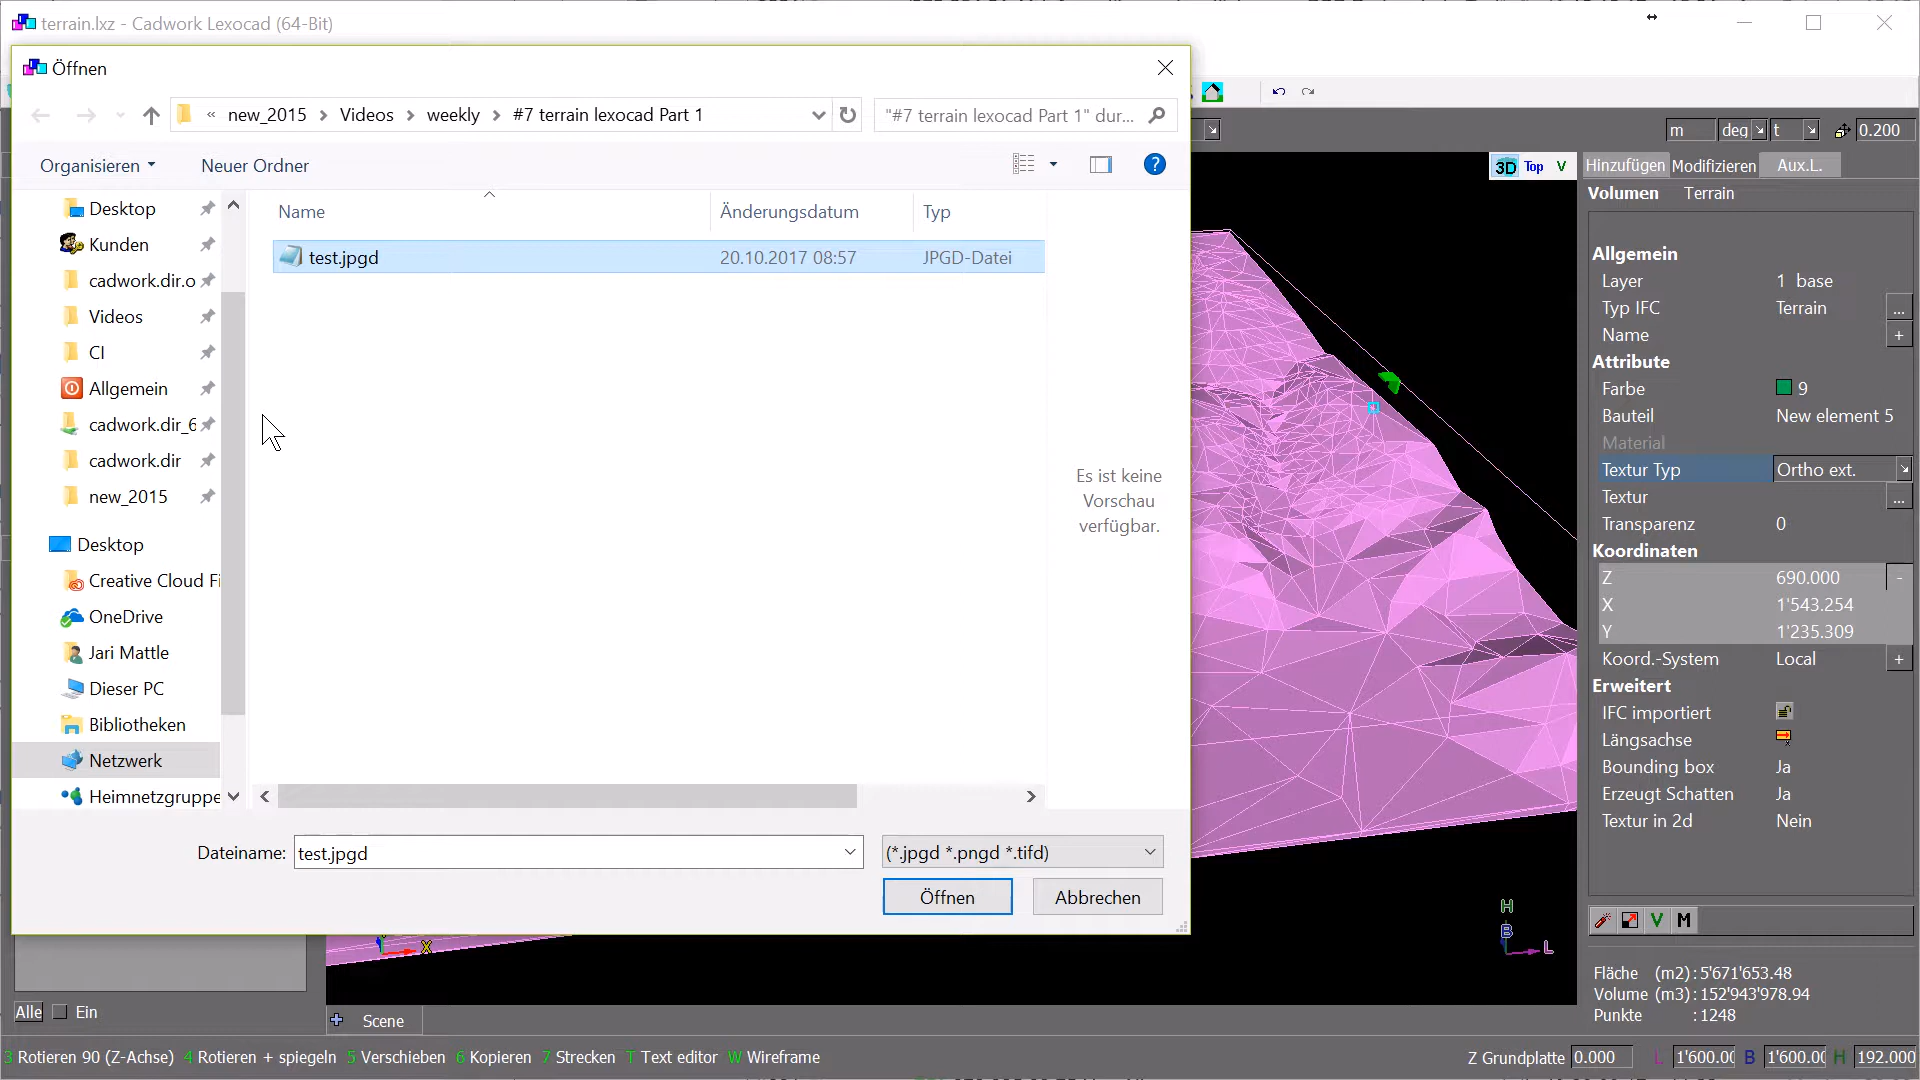 terrain.lxz - Cadwork Lexocad (64-Bit)
Öffnen
« new_2015 Videos weekly #7 terrain lexocad Part 1
"#7 terrain lexocad Part 1" dur...
Organisieren Neuer Ordner
Name Änderungsdatum Typ
test.jpgd 20.10.2017 08:57 JPGD-Datei
Desktop
Kunden
cadwork.dir.o
Videos
CI
Allgemein
cadwork.dir_6
cadwork.dir
new_2015
Desktop
Creative Cloud Fi
OneDrive
Jari Mattle
Dieser PC
Bibliotheken
Netzwerk
Heimnetzgruppe
Es ist keine
Vorschau
verfügbar.
Dateiname: test.jpgd (*.jpgd *.pngd *.tifd)
Öffnen Abbrechen
m deg t 0.200
3D Top V
Hinzufügen Modifizieren Aux.L.
Volumen Terrain
Allgemein
Layer 1 base
Typ IFC Terrain ...
Name +
Attribute
Farbe 9
Bauteil New element 5
Material
Textur Typ Ortho ext.
Textur ...
Transparenz 0
Koordinaten
Z 690.000 -
X 1'543.254
Y 1'235.309
Koord.-System Local +
Erweitert
IFC importiert
Längsachse
Bounding box Ja
Erzeugt Schatten Ja
Textur in 2d Nein
V M
Fläche (m2) : 5'671'653.48
Volume (m3) : 152'943'978.94
Punkte : 1248
X
H
B
L
Alle Ein
Scene
3 Rotieren 90 (Z-Achse) 4 Rotieren + spiegeln 5 Verschieben 6 Kopieren 7 Strecken T Text editor W Wireframe
Z Grundplatte 0.000 L 1'600.00 B 1'600.00 H 192.000